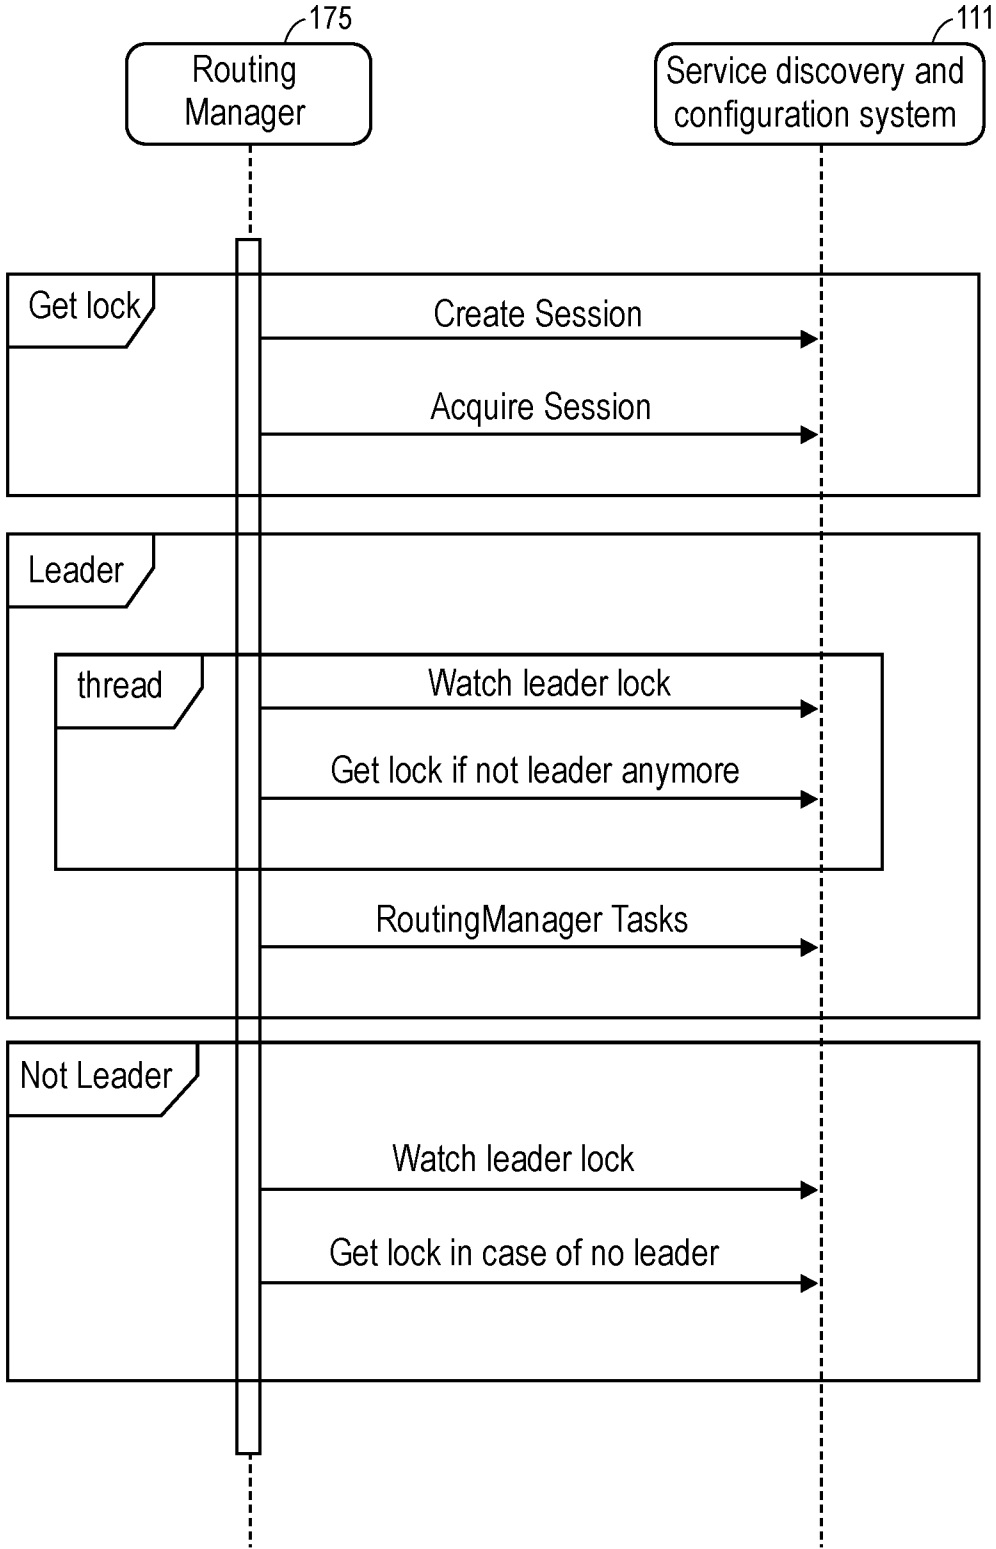 175
111
Routing
Manager
Service discovery and
configuration system
Get lock
Create Session
Acquire Session
Leader
thread
Watch leader lock
Get lock if not leader anymore
RoutingManager Tasks
Not Leader
Watch leader lock
Get lock in case of no leader